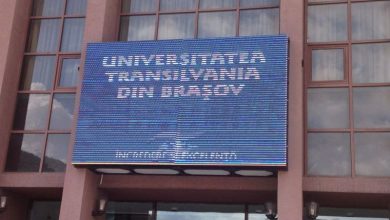 UNIVERSITATEA
TRANSILVANIA
DIN BRAŞOV
ÎNCREDERE ŞI EXCELENŢĂ